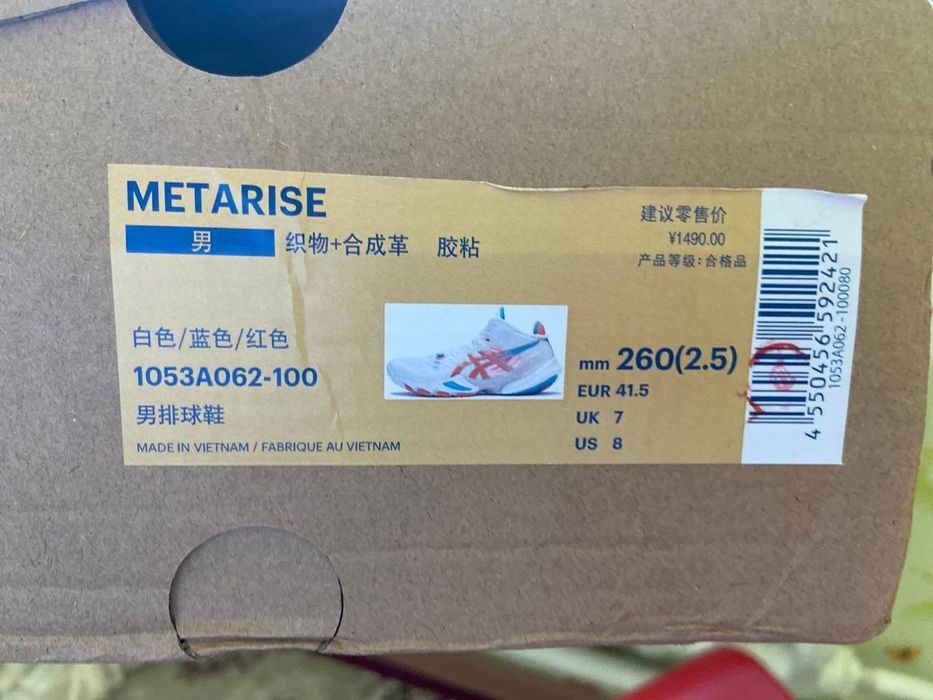 METARISE
男 织物+合成革 胶粘
建议零售价
¥1490.00
产品等级:合格品
白色/蓝色/红色
1053A062-100
男排球鞋
MADE IN VIETNAM / FABRIQUE AU VIETNAM
mm 260(2.5)
EUR 41.5
UK 7
US 8
4 550456 592421
1053A062-100080